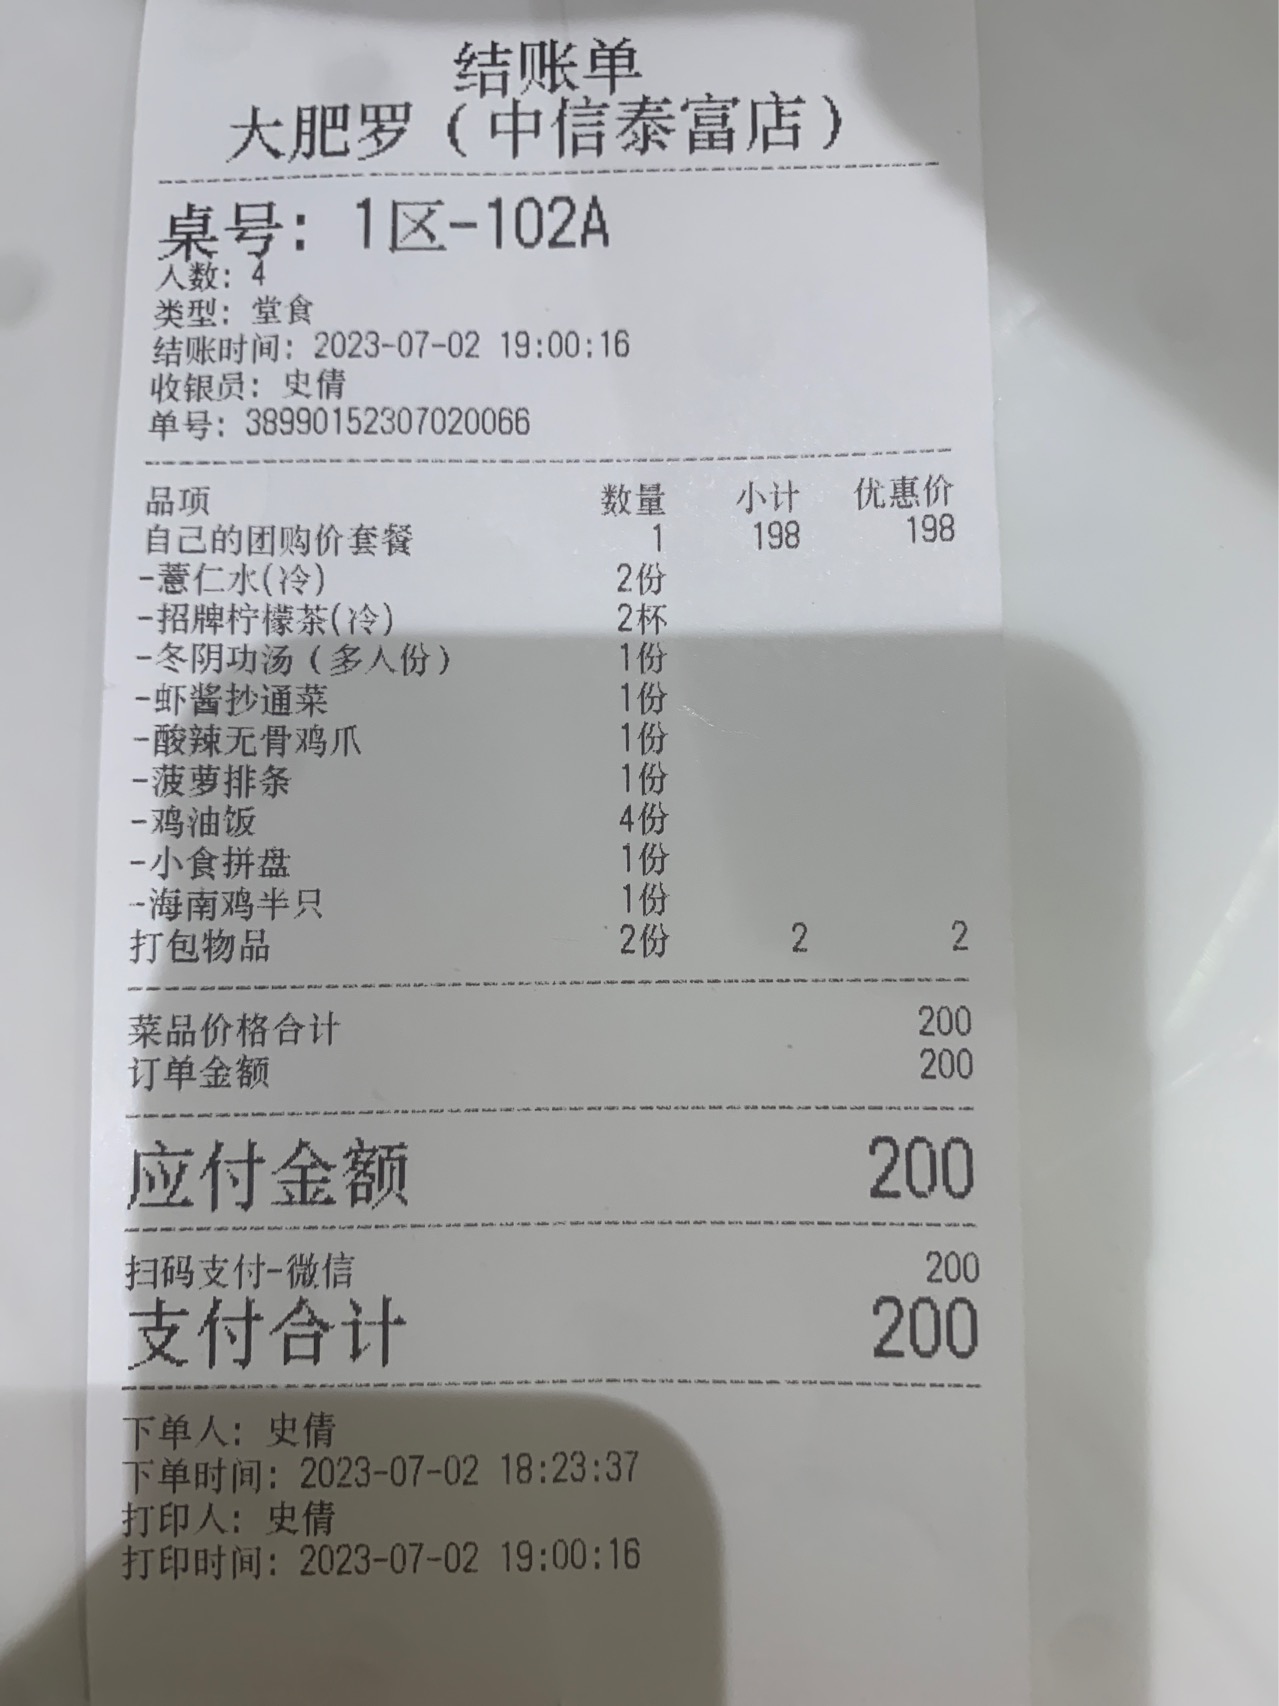 结账单
大肥罗（中信泰富店）
桌号：1区-102A
人数：4
类型：堂食
结账时间：2023-07-02 19:00:16
收银员：史倩
单号：38990152307020066
品项 数量 小计 优惠价
自己的团购价套餐 1 198 198
-薏仁水(冷) 2份
-招牌柠檬茶(冷) 2杯
-冬阴功汤（多人份） 1份
-虾酱抄通菜 1份
-酸辣无骨鸡爪 1份
-菠萝排条 1份
-鸡油饭 4份
-小食拼盘 1份
-海南鸡半只 1份
打包物品 2份 2 2
菜品价格合计 200
订单金额 200
应付金额 200
扫码支付-微信 200
支付合计 200
下单人：史倩
下单时间：2023-07-02 18:23:37
打印人：史倩
打印时间：2023-07-02 19:00:16